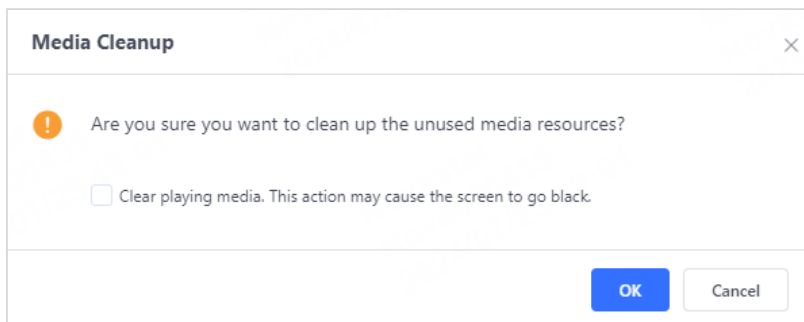 Media Cleanup
Are you sure you want to clean up the unused media resources?
Clear playing media. This action may cause the screen to go black.
OK
Cancel